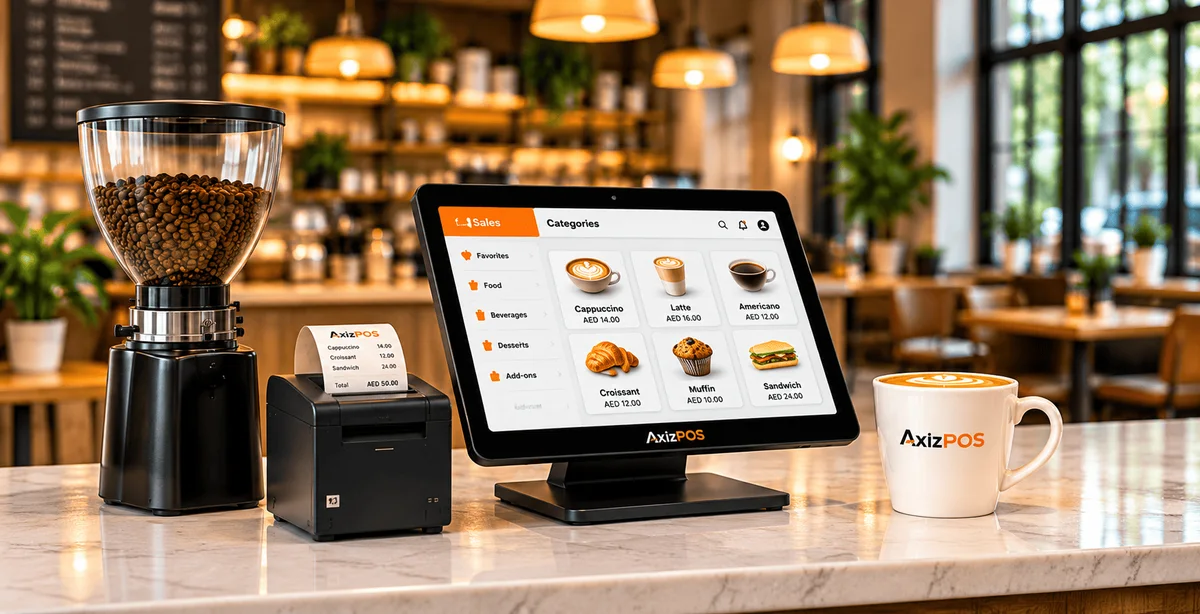 AxizPOS
Cappuccino 14.00
Croissant 12.00
Sandwich 24.00
Total AED 50.00
Sales
Categories
Favorites
Food
Beverages
Desserts
Add-ons
Cappuccino
AED 14.00
Latte
AED 16.00
Americano
AED 12.00
Croissant
AED 12.00
Muffin
AED 10.00
Sandwich
AED 24.00
AxizPOS
AxizPOS